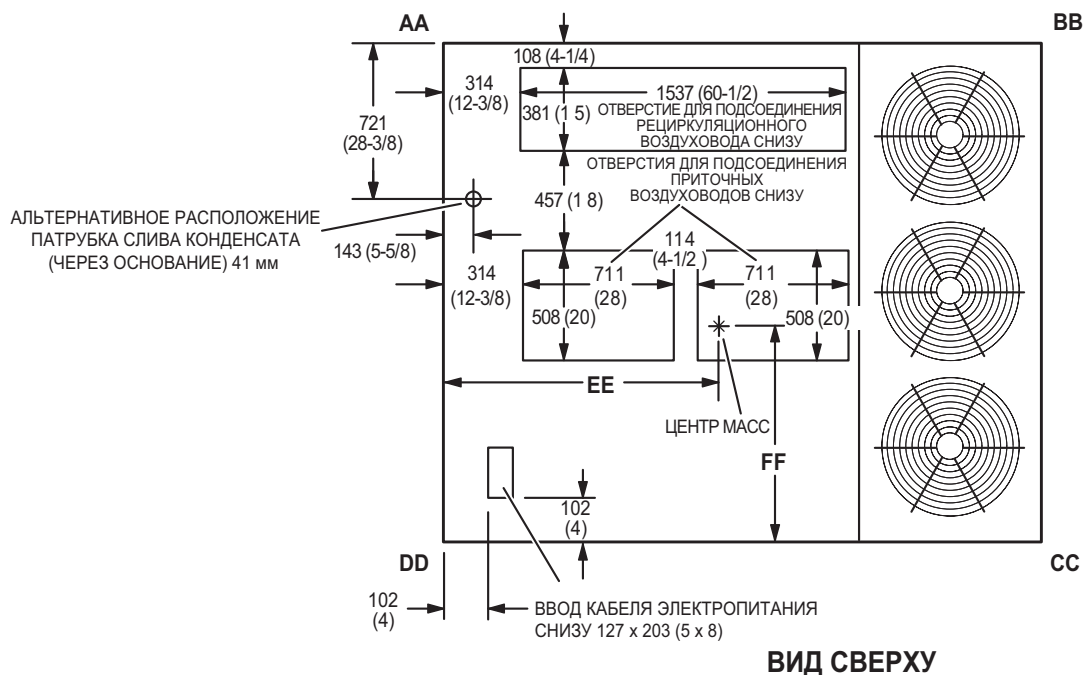 AA
BB
108 (4-1/4)
314
(12-3/8)
1537 (60-1/2)
381 (1 5)
ОТВЕРСТИЕ ДЛЯ ПОДСОЕДИНЕНИЯ
РЕЦИРКУЛЯЦИОННОГО
ВОЗДУХОВОДА СНИЗУ
721
(28-3/8)
ОТВЕРСТИЯ ДЛЯ ПОДСОЕДИНЕНИЯ
ПРИТОЧНЫХ
ВОЗДУХОВОДОВ СНИЗУ
457 (1 8)
АЛЬТЕРНАТИВНОЕ РАСПОЛОЖЕНИЕ
ПАТРУБКА СЛИВА КОНДЕНСАТА
(ЧЕРЕЗ ОСНОВАНИЕ) 41 мм
143 (5-5/8)
114
(4-1/2 )
314
(12-3/8)
711
(28)
711
(28)
508 (20)
508 (20)
EE
ЦЕНТР МАСС
FF
102
(4)
DD
CC
102
(4)
ВВОД КАБЕЛЯ ЭЛЕКТРОПИТАНИЯ
СНИЗУ 127 x 203 (5 x 8)
ВИД СВЕРХУ